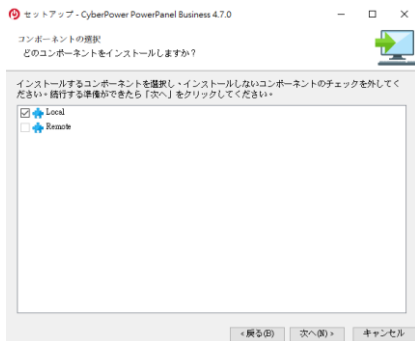 セットアップ - CyberPower PowerPanel Business 4.7.0
コンポーネントの選択
どのコンポーネントをインストールしますか?
インストールするコンポーネントを選択し、インストールしないコンポーネントのチェックを外してく
ださい。続行する準備ができたら「次へ」をクリックしてください。
Local
Remote
< 戻る(B)
次へ(N) >
キャンセル